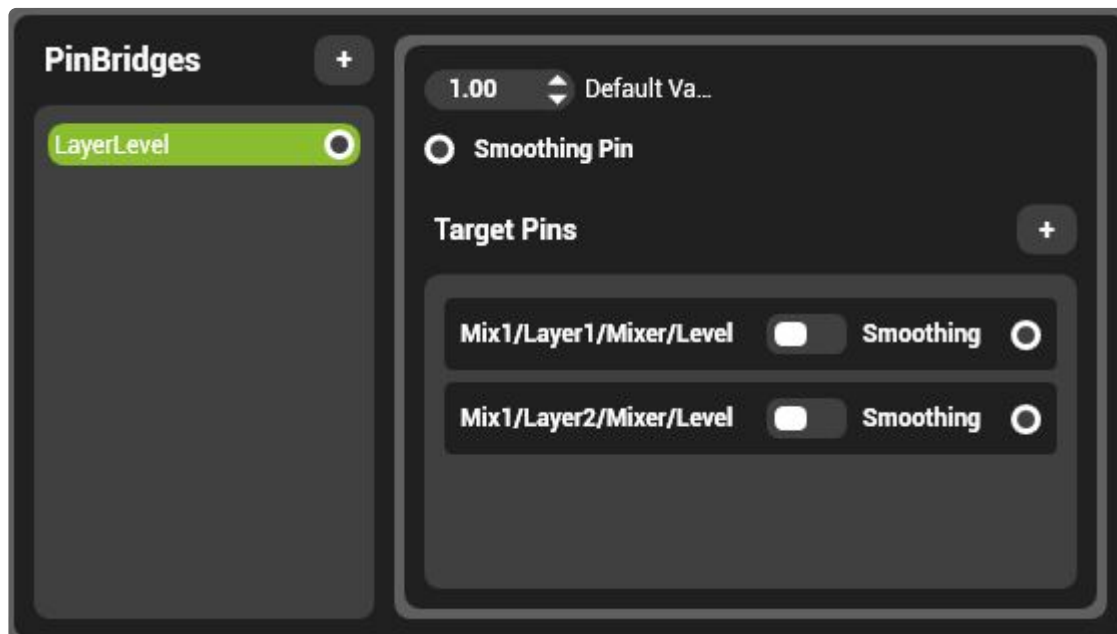 PinBridges +
LayerLevel
1.00 Default Va...
Smoothing Pin
Target Pins +
Mix1/Layer1/Mixer/Level Smoothing
Mix1/Layer2/Mixer/Level Smoothing